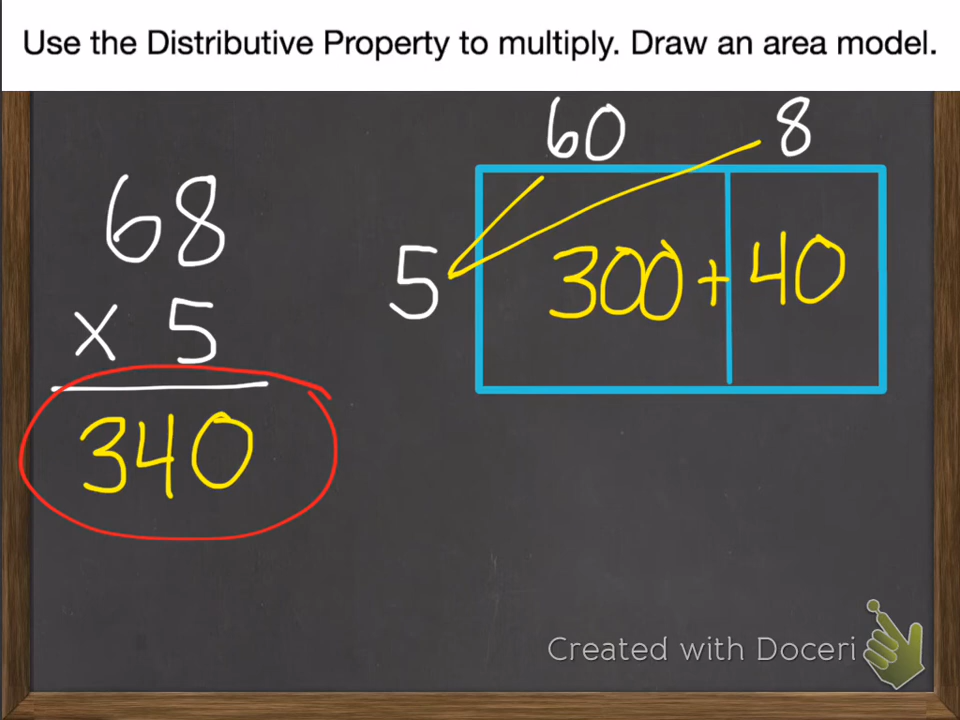 Use the Distributive Property to multiply. Draw an area model.
60 8
68
5 300 + 40
x 5
340
Created with Doceri